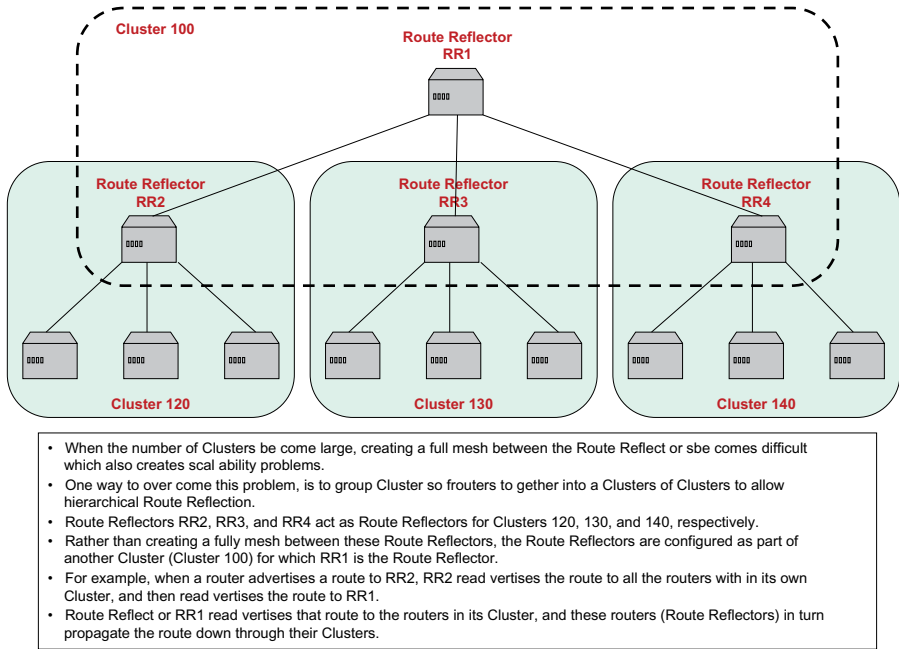 Cluster 100
Route Reflector
RR1
Route Reflector
RR2
Route Reflector
RR3
Route Reflector
RR4
Cluster 120
Cluster 130
Cluster 140
• When the number of Clusters be come large, creating a full mesh between the Route Reflect or sbe comes difficult
which also creates scal ability problems.
• One way to over come this problem, is to group Cluster so frouters to gether into a Clusters of Clusters to allow
hierarchical Route Reflection.
• Route Reflectors RR2, RR3, and RR4 act as Route Reflectors for Clusters 120, 130, and 140, respectively.
• Rather than creating a fully mesh between these Route Reflectors, the Route Reflectors are configured as part of
another Cluster (Cluster 100) for which RR1 is the Route Reflector.
• For example, when a router advertises a route to RR2, RR2 read vertises the route to all the routers with in its own
Cluster, and then read vertises the route to RR1.
• Route Reflect or RR1 read vertises that route to the routers in its Cluster, and these routers (Route Reflectors) in turn
propagate the route down through their Clusters.